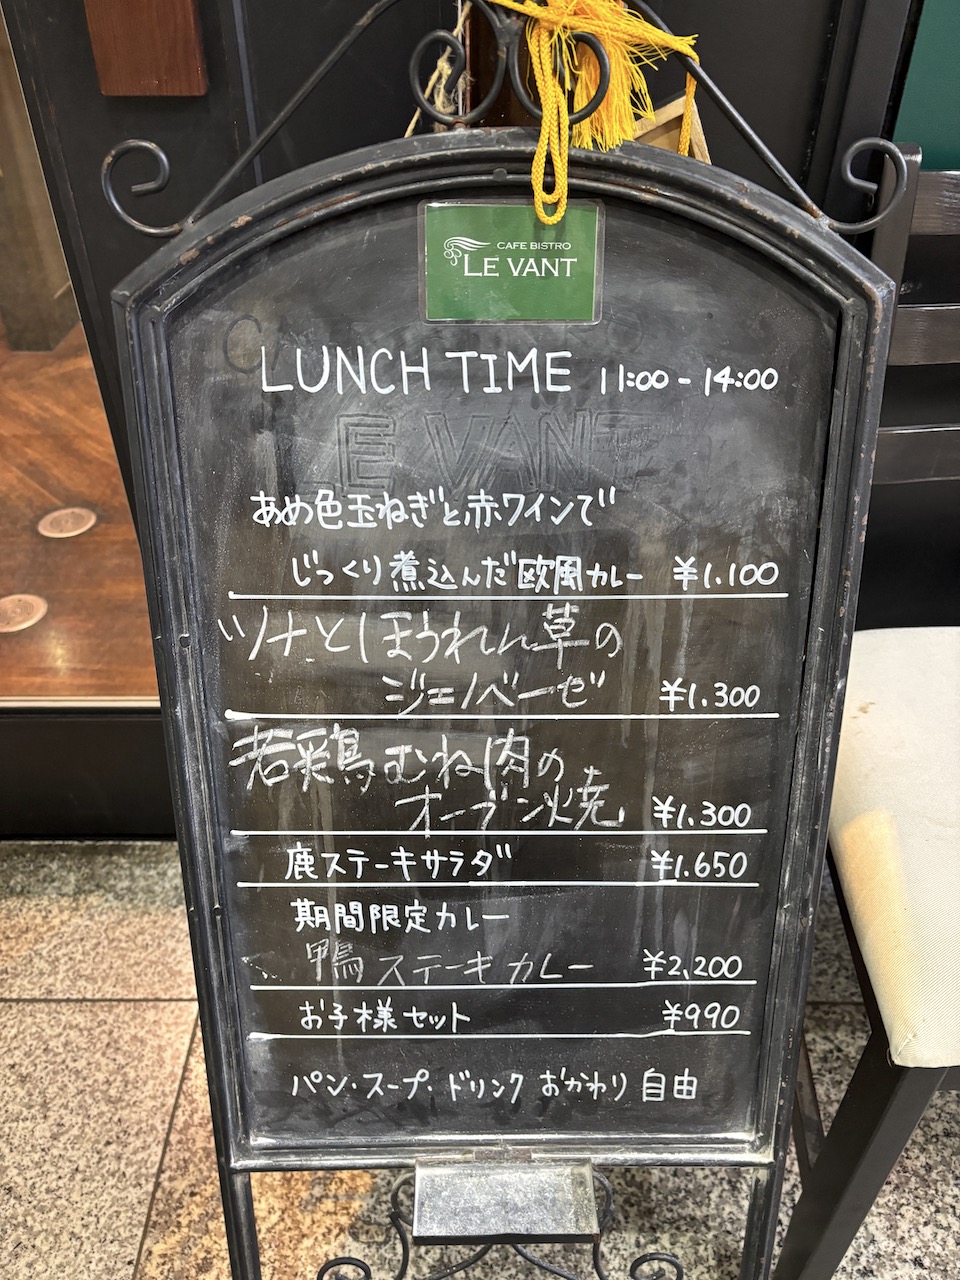 CAFE BISTRO
LE VANT
LUNCH TIME 11:00-14:00
LE VANT
あめ色玉ねぎと赤ワインで
じっくり煮込んだ欧風カレー ¥1.100
ツナとほうれん草の
ジェノベーゼ ¥1.300
若鶏むね肉の
オーブン焼 ¥1.300
鹿ステーキサラダ ¥1.650
期間限定カレー
鴨ステーキカレー ¥2,200
お子様セット ¥990
パン・スープ・ドリンク おかわり自由